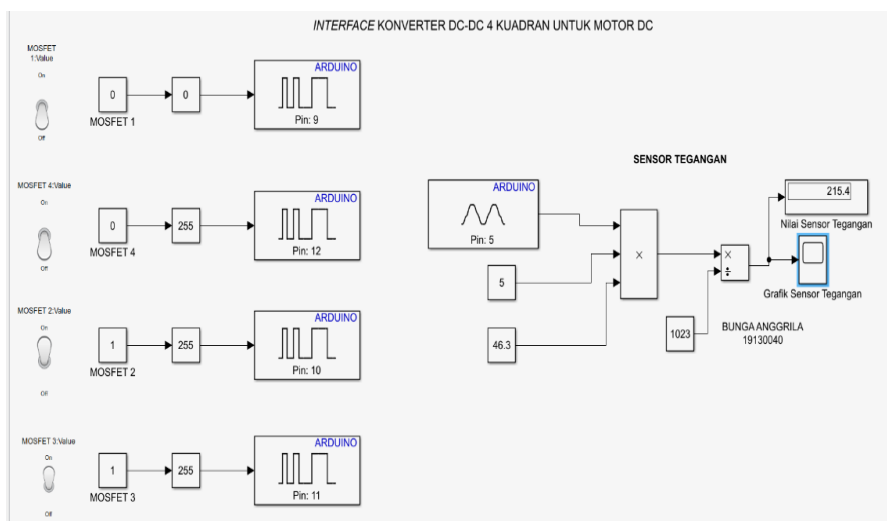 INTERFACE KONVERTER DC-DC 4 KUADRAN UNTUK MOTOR DC
MOSFET
1:Value
On
Off
0
MOSFET 1
0
ARDUINO
Pin: 9
MOSFET 4:Value
On
Off
0
MOSFET 4
255
ARDUINO
Pin: 12
MOSFET 2:Value
On
Off
1
MOSFET 2
255
ARDUINO
Pin: 10
MOSFET 3:Value
On
Off
1
MOSFET 3
255
ARDUINO
Pin: 11
SENSOR TEGANGAN
ARDUINO
Pin: 5
5
46.3
×
1023
×
÷
215.4
Nilai Sensor Tegangan
Grafik Sensor Tegangan
BUNGA ANGGRILA
19130040